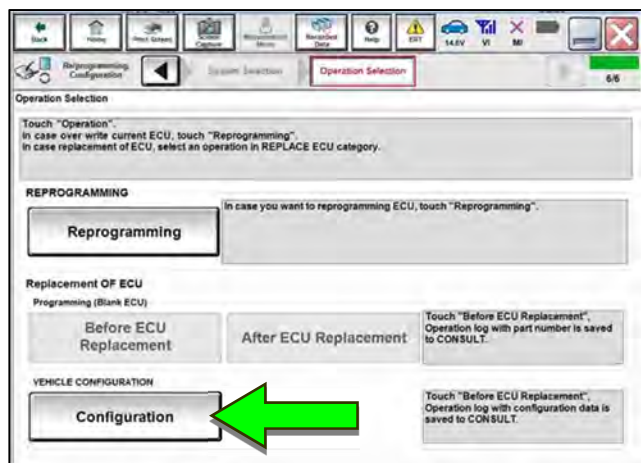 Back
Home
Print Screen
Screen Capture
Measurement Mode
Recorded Data
Help
ERT
14.6V
VI
MI
Re/programming, Configuration
System Selection
Operation Selection
6/6
Operation Selection
Touch "Operation".
In case over write current ECU, touch "Reprogramming".
In case replacement of ECU, select an operation in REPLACE ECU category.
REPROGRAMMING
Reprogramming
In case you want to reprogramming ECU, touch "Reprogramming".
Replacement OF ECU
Programming (Blank ECU)
Before ECU
Replacement
After ECU Replacement
Touch "Before ECU Replacement",
Operation log with part number is saved
to CONSULT.
VEHICLE CONFIGURATION
Configuration
Touch "Before ECU Replacement",
Operation log with configuration data is
saved to CONSULT.